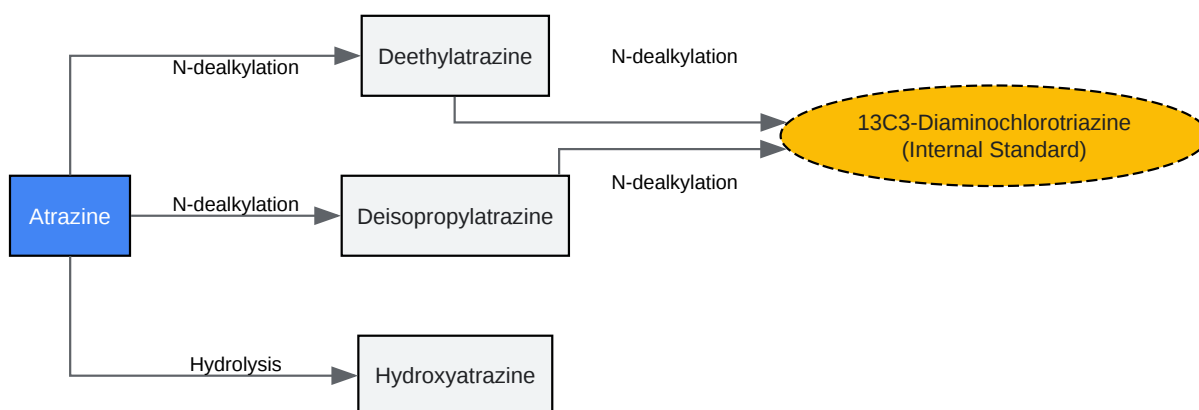 Deethylatrazine
N-dealkylation
N-dealkylation
13C3-Diaminochlorotriazine
(Internal Standard)
Atrazine
N-dealkylation
Deisopropylatrazine
N-dealkylation
Hydrolysis
Hydroxyatrazine